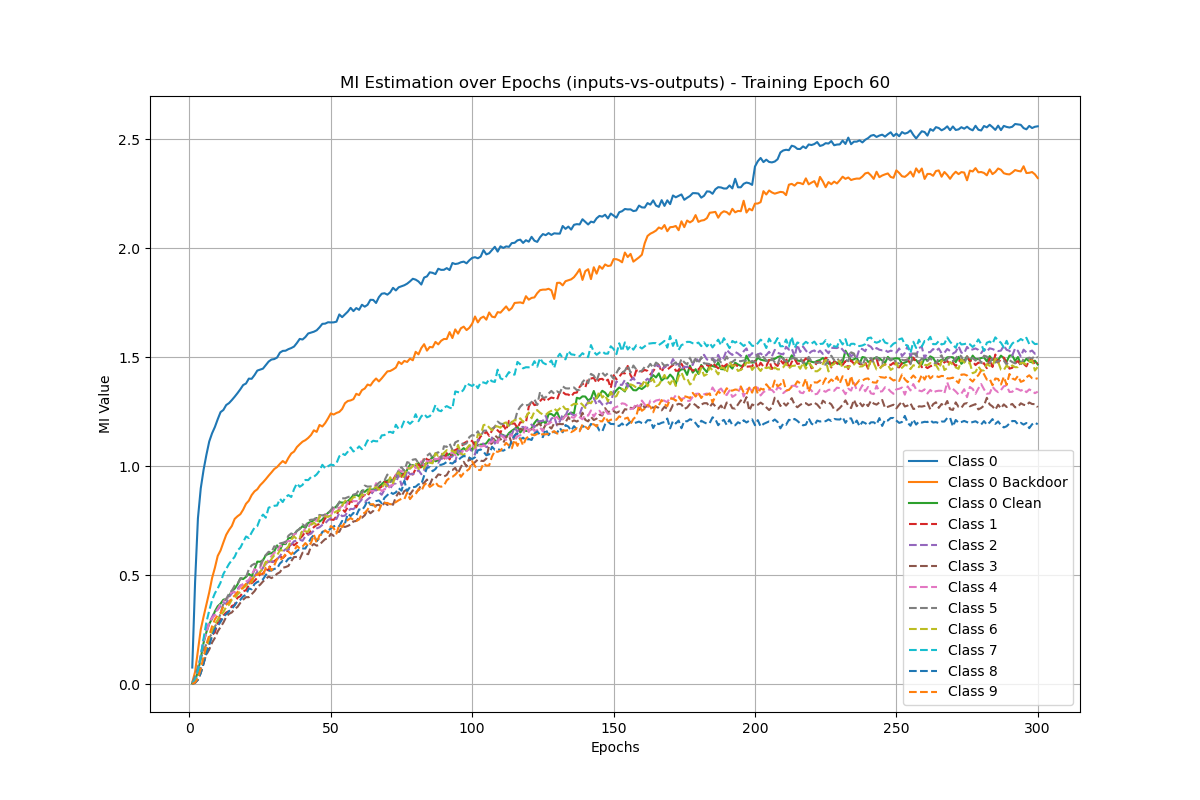 MI Estimation over Epochs (inputs-vs-outputs) - Training Epoch 60
MI Value
2.5
2.0
1.5
1.0
0.5
0.0
0 50 100 150 200 250 300
Epochs
Class 0
Class 0 Backdoor
Class 0 Clean
Class 1
Class 2
Class 3
Class 4
Class 5
Class 6
Class 7
Class 8
Class 9